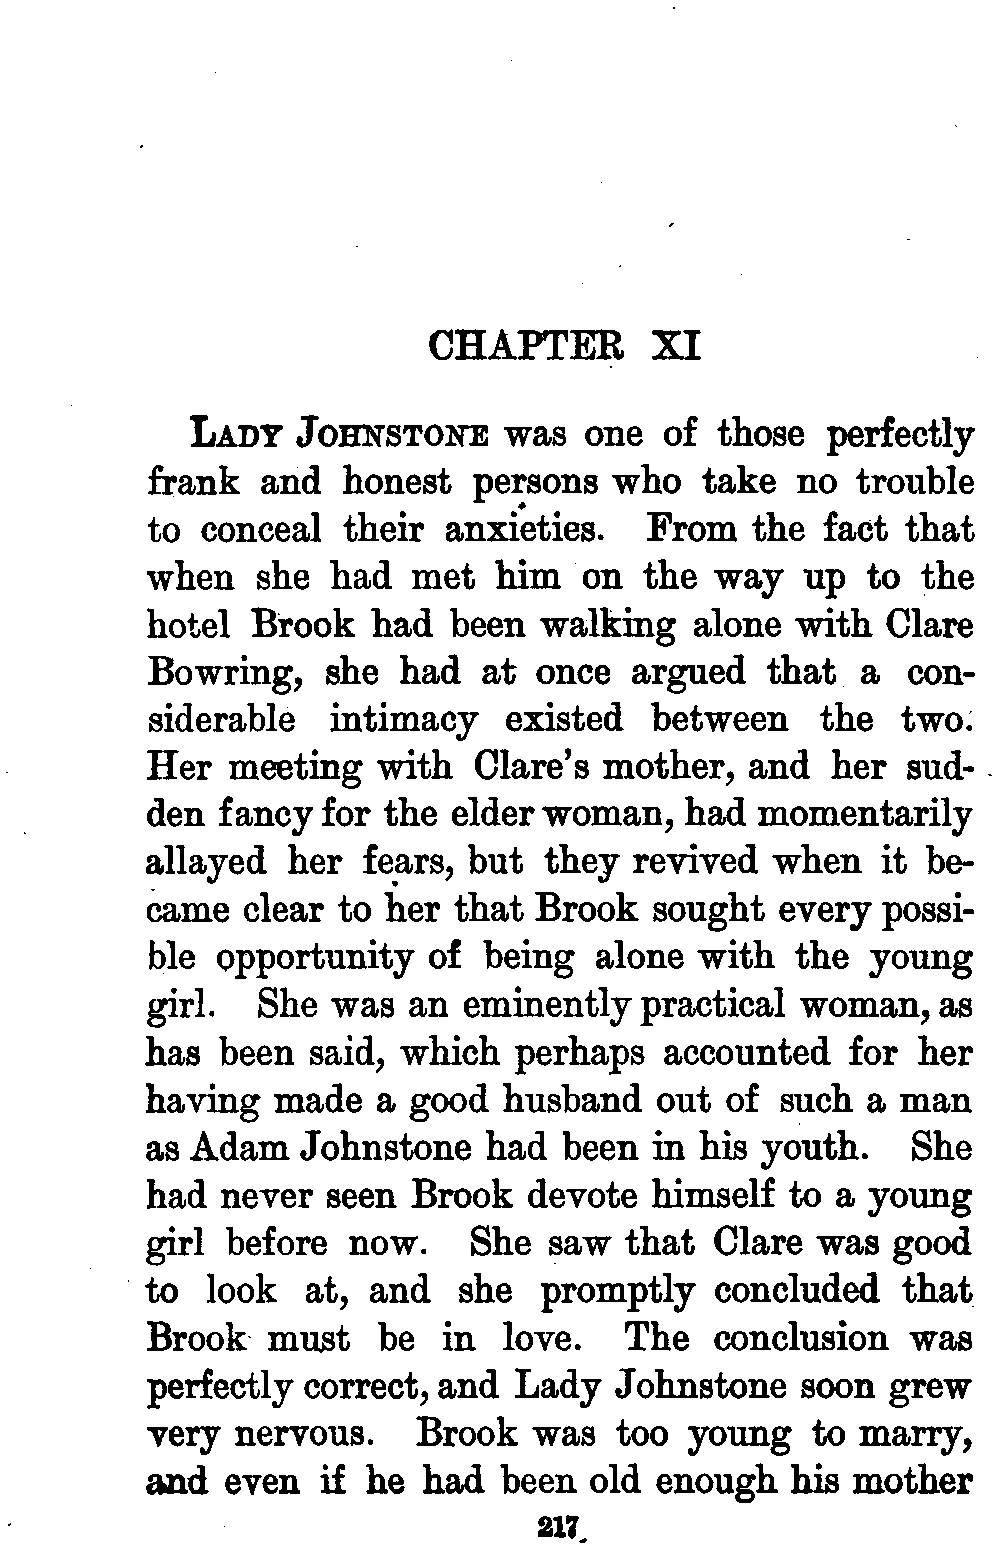 CHAPTER XI
LADY JOHNSTONE was one of those perfectly
frank and honest persons who take no trouble
to conceal their anxieties. From the fact that
when she had met him on the way up to the
hotel Brook had been walking alone with Clare
Bowring, she had at once argued that a con-
siderable intimacy existed between the two.
Her meeting with Clare's mother, and her sud-
den fancy for the elder woman, had momentarily
allayed her fears, but they revived when it be-
came clear to her that Brook sought every possi-
ble opportunity of being alone with the young
girl. She was an eminently practical woman, as
has been said, which perhaps accounted for her
having made a good husband out of such a man
as Adam Johnstone had been in his youth. She
had never seen Brook devote himself to a young
girl before now. She saw that Clare was good
to look at, and she promptly concluded that
Brook must be in love. The conclusion was
perfectly correct, and Lady Johnstone soon grew
very nervous. Brook was too young to marry,
and even if he had been old enough his mother
217